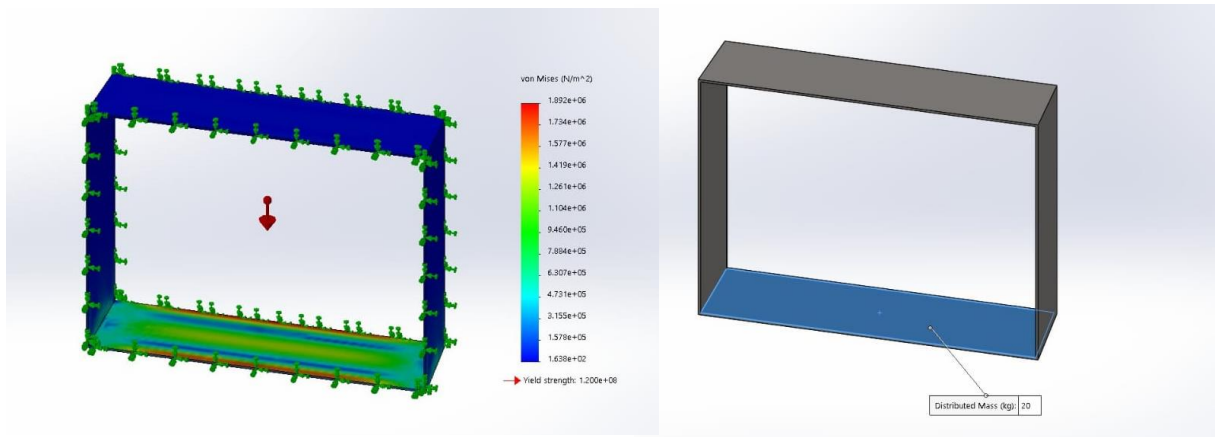 von Mises (N/m^2)
1.892e+06
1.734e+06
1.577e+06
1.419e+06
1.261e+06
1.104e+06
9.460e+05
7.884e+05
6.307e+05
4.731e+05
3.155e+05
1.578e+05
1.638e+02
Yield strength: 1.200e+08
Distributed Mass (kg): 20